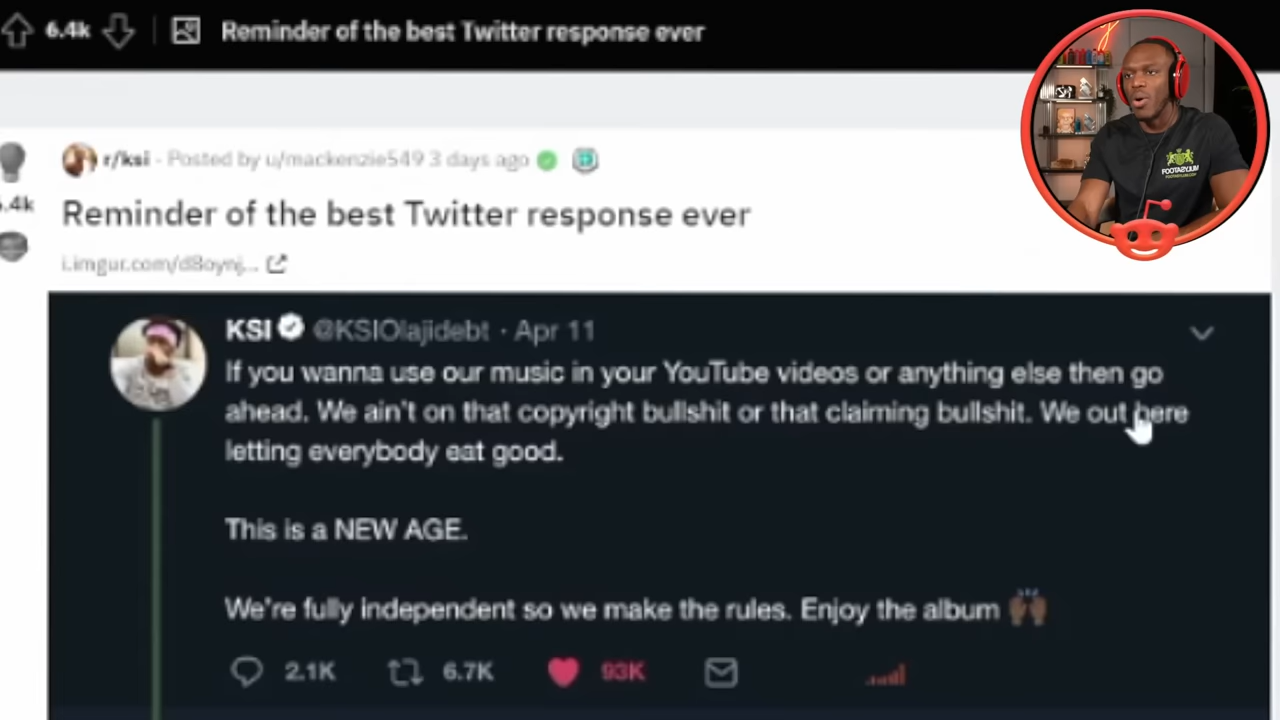 6.4k Reminder of the best Twitter response ever
r/ksi · Posted by u/mackenzie549 3 days ago
.4k
Reminder of the best Twitter response ever
i.imgur.com/d8oynj...
KSI @KSIOlajidebt · Apr 11
If you wanna use our music in your YouTube videos or anything else then go
ahead. We ain't on that copyright bullshit or that claiming bullshit. We out here
letting everybody eat good.
This is a NEW AGE.
We're fully independent so we make the rules. Enjoy the album 🙌🏾
2.1K 6.7K 93K